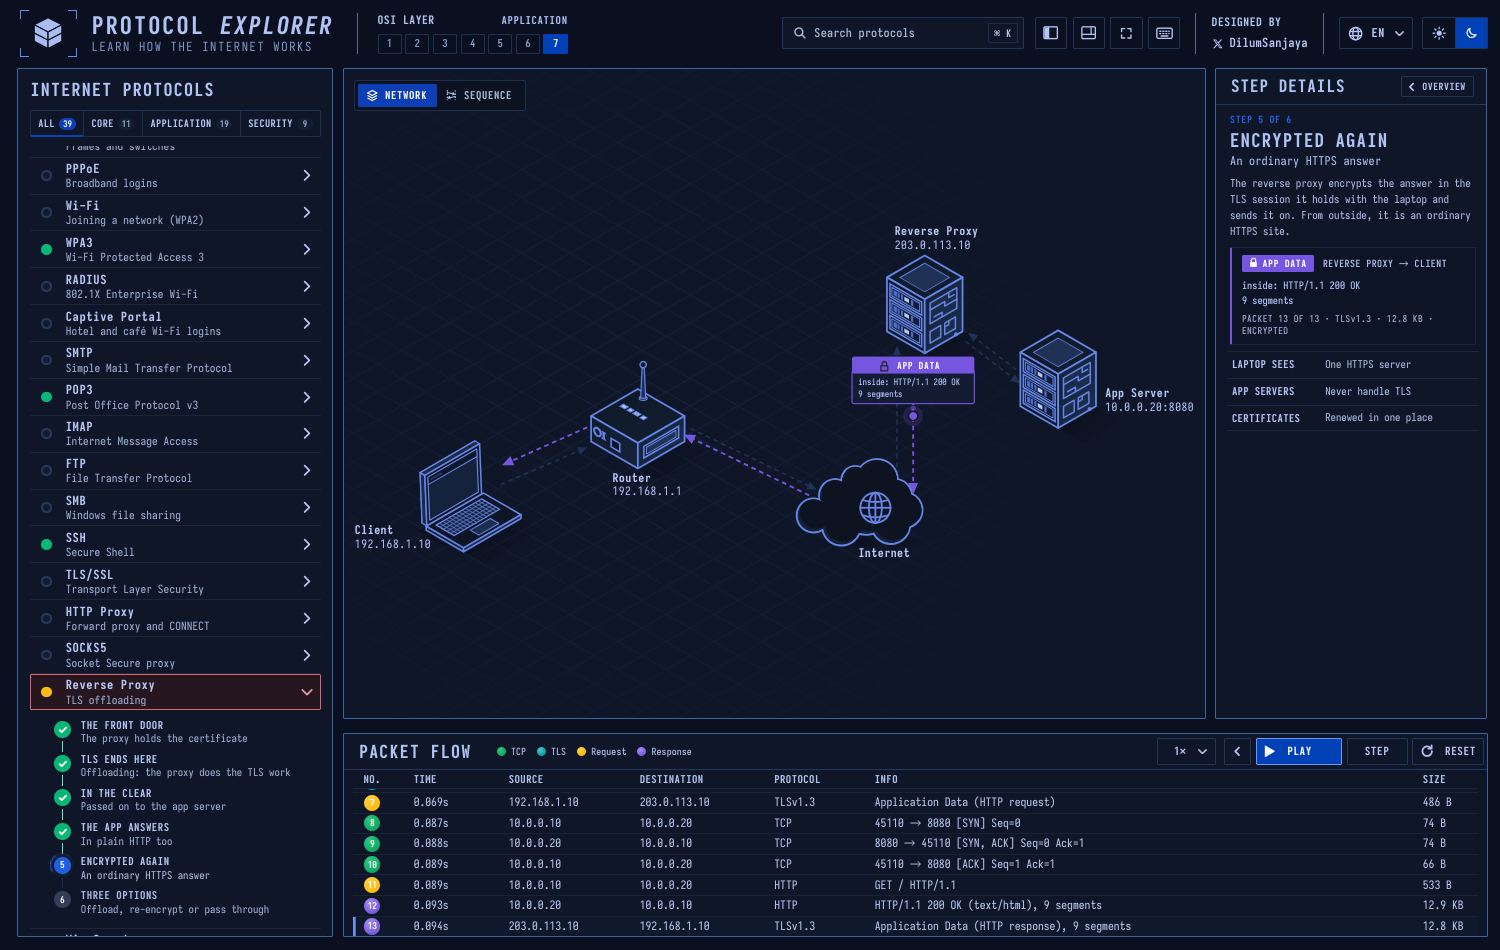 PROTOCOL EXPLORER
LEARN HOW THE INTERNET WORKS
OSI LAYER
APPLICATION
1 2 3 4 5 6 7
Search protocols
⌘ K
DESIGNED BY
X DilumSanjaya
EN
INTERNET PROTOCOLS
ALL 39 CORE 11 APPLICATION 19 SECURITY 9
Frames and switches
PPPoE
Broadband logins
Wi-Fi
Joining a network (WPA2)
WPA3
Wi-Fi Protected Access 3
RADIUS
802.1X Enterprise Wi-Fi
Captive Portal
Hotel and café Wi-Fi logins
SMTP
Simple Mail Transfer Protocol
POP3
Post Office Protocol v3
IMAP
Internet Message Access
FTP
File Transfer Protocol
SMB
Windows file sharing
SSH
Secure Shell
TLS/SSL
Transport Layer Security
HTTP Proxy
Forward proxy and CONNECT
SOCKS5
Socket Secure proxy
Reverse Proxy
TLS offloading
THE FRONT DOOR
The proxy holds the certificate
TLS ENDS HERE
Offloading: the proxy does the TLS work
IN THE CLEAR
Passed on to the app server
THE APP ANSWERS
In plain HTTP too
5 ENCRYPTED AGAIN
An ordinary HTTPS answer
6 THREE OPTIONS
Offload, re-encrypt or pass through
NETWORK
SEQUENCE
Reverse Proxy
203.0.113.10
APP DATA
inside: HTTP/1.1 200 OK
9 segments
App Server
10.0.0.20:8080
Router
192.168.1.1
Client
192.168.1.10
Internet
STEP DETAILS
OVERVIEW
STEP 5 OF 6
ENCRYPTED AGAIN
An ordinary HTTPS answer
The reverse proxy encrypts the answer in the
TLS session it holds with the laptop and
sends it on. From outside, it is an ordinary
HTTPS site.
APP DATA REVERSE PROXY → CLIENT
inside: HTTP/1.1 200 OK
9 segments
PACKET 13 OF 13 · TLSv1.3 · 12.8 KB ·
ENCRYPTED
LAPTOP SEES One HTTPS server
APP SERVERS Never handle TLS
CERTIFICATES Renewed in one place
PACKET FLOW
TCP TLS Request Response
1×
PLAY
STEP
RESET
NO. TIME SOURCE DESTINATION PROTOCOL INFO SIZE
7 0.069s 192.168.1.10 203.0.113.10 TLSv1.3 Application Data (HTTP request) 486 B
8 0.087s 10.0.0.10 10.0.0.20 TCP 45110 → 8080 [SYN] Seq=0 74 B
9 0.088s 10.0.0.20 10.0.0.10 TCP 8080 → 45110 [SYN, ACK] Seq=0 Ack=1 74 B
10 0.089s 10.0.0.10 10.0.0.20 TCP 45110 → 8080 [ACK] Seq=1 Ack=1 66 B
11 0.089s 10.0.0.10 10.0.0.20 HTTP GET / HTTP/1.1 533 B
12 0.093s 10.0.0.20 10.0.0.10 HTTP HTTP/1.1 200 OK (text/html), 9 segments 12.9 KB
13 0.094s 203.0.113.10 192.168.1.10 TLSv1.3 Application Data (HTTP response), 9 segments 12.8 KB